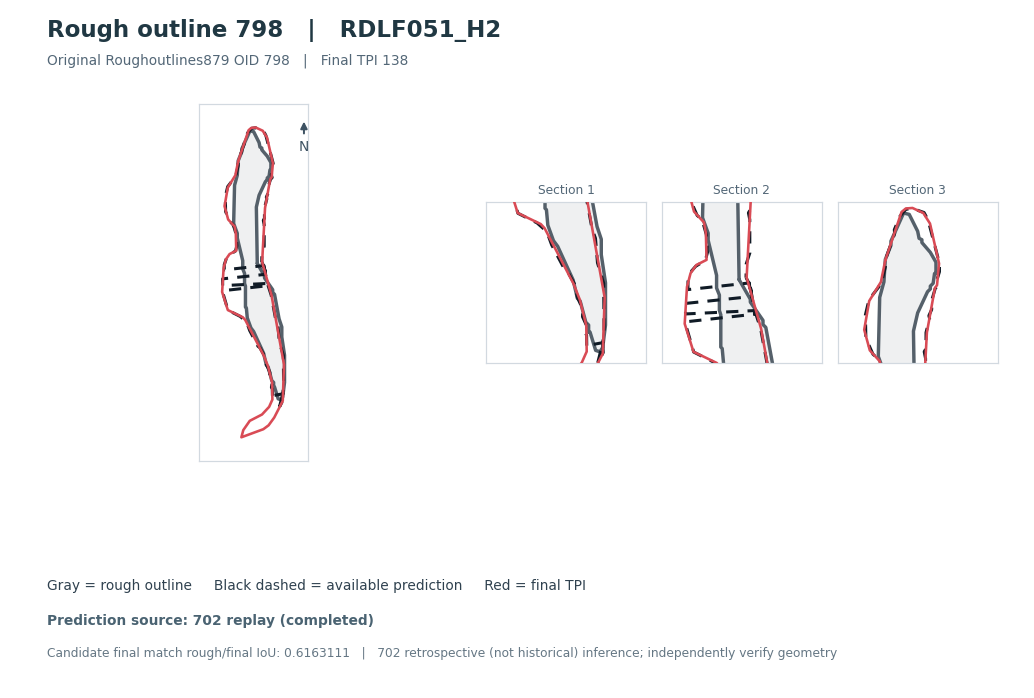 Rough outline 798   |   RDLF051_H2
Original Roughoutlines879 OID 798   |   Final TPI 138
N
Section 1
Section 2
Section 3
Gray = rough outline     Black dashed = available prediction     Red = final TPI
Prediction source: 702 replay (completed)
Candidate final match rough/final IoU: 0.6163111   |   702 retrospective (not historical) inference; independently verify geometry